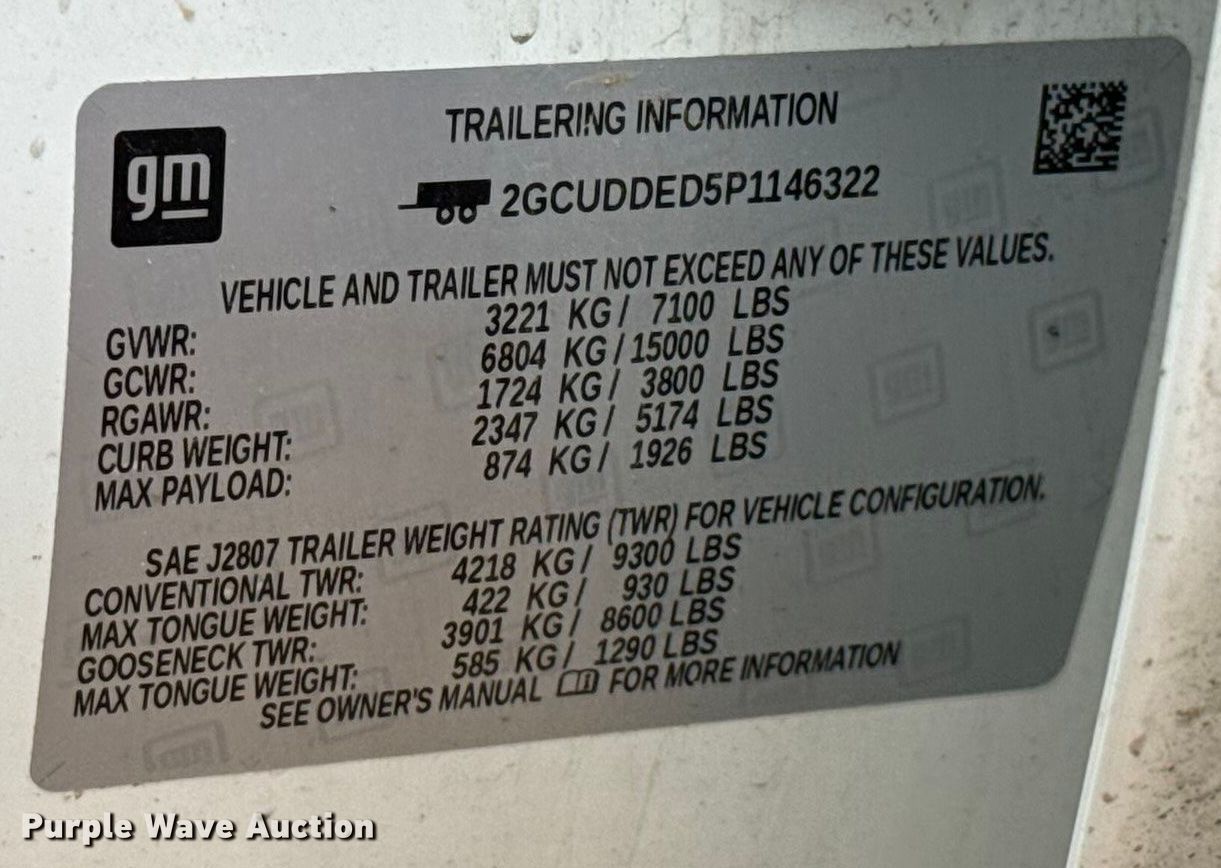 gm
TRAILERING INFORMATION
2GCUDDED5P1146322
VEHICLE AND TRAILER MUST NOT EXCEED ANY OF THESE VALUES.
GVWR: 3221 KG / 7100 LBS
GCWR: 6804 KG / 15000 LBS
RGAWR: 1724 KG / 3800 LBS
CURB WEIGHT: 2347 KG / 5174 LBS
MAX PAYLOAD: 874 KG / 1926 LBS
SAE J2807 TRAILER WEIGHT RATING (TWR) FOR VEHICLE CONFIGURATION.
CONVENTIONAL TWR: 4218 KG / 9300 LBS
MAX TONGUE WEIGHT: 422 KG / 930 LBS
GOOSENECK TWR: 3901 KG / 8600 LBS
MAX TONGUE WEIGHT: 585 KG / 1290 LBS
SEE OWNER'S MANUAL FOR MORE INFORMATION
Purple Wave Auction